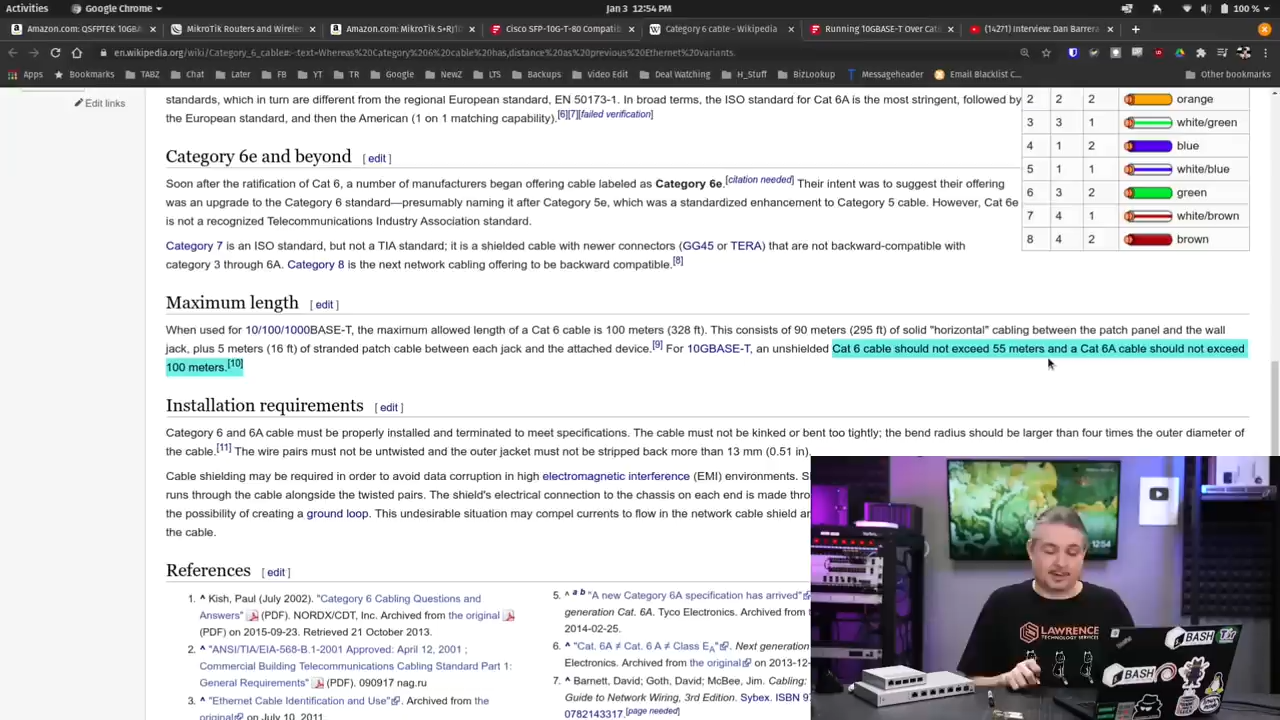 Activities
Google Chrome
Jan 3 12:54 PM
100 %
Amazon.com: QSFPTEK 10GBA
MikroTik Routers and Wireles
Amazon.com: MikroTik S+RJ1
Cisco SFP-10G-T-80 Compatib
Category 6 cable - Wikipedia
Running 10GBASE-T Over Cat
(14271) Interview: Dan Barrera
en.wikipedia.org/wiki/Category_6_cable#:~:text=Whereas%20Category%206%20cable%20has,distance%20as%20previous%20Ethernet%20variants.
Apps
Bookmarks
TABZ
Chat
Later
FB
YT
TR
Google
NewZ
LTS
Backups
Video Edit
Deal Watching
H_Stuff
BizLookup
Messageheader
Email Blacklist C...
Other bookmarks
Edit links
standards, which in turn are different from the regional European standard, EN 50173-1. In broad terms, the ISO standard for Cat 6A is the most stringent, followed by
the European standard, and then the American (1 on 1 matching capability).[6][7][failed verification]
2 2 2 orange
3 3 1 white/green
4 1 2 blue
5 1 1 white/blue
6 3 2 green
7 4 1 white/brown
8 4 2 brown
Category 6e and beyond [ edit ]
Soon after the ratification of Cat 6, a number of manufacturers began offering cable labeled as Category 6e.[citation needed] Their intent was to suggest their offering
was an upgrade to the Category 6 standard—presumably naming it after Category 5e, which was a standardized enhancement to Category 5 cable. However, Cat 6e
is not a recognized Telecommunications Industry Association standard.
Category 7 is an ISO standard, but not a TIA standard; it is a shielded cable with newer connectors (GG45 or TERA) that are not backward-compatible with
category 3 through 6A. Category 8 is the next network cabling offering to be backward compatible.[8]
Maximum length [ edit ]
When used for 10/100/1000BASE-T, the maximum allowed length of a Cat 6 cable is 100 meters (328 ft). This consists of 90 meters (295 ft) of solid "horizontal" cabling between the patch panel and the wall
jack, plus 5 meters (16 ft) of stranded patch cable between each jack and the attached device.[9] For 10GBASE-T, an unshielded Cat 6 cable should not exceed 55 meters and a Cat 6A cable should not exceed
100 meters.[10]
Installation requirements [ edit ]
Category 6 and 6A cable must be properly installed and terminated to meet specifications. The cable must not be kinked or bent too tightly; the bend radius should be larger than four times the outer diameter of
the cable.[11] The wire pairs must not be untwisted and the outer jacket must not be stripped back more than 13 mm (0.51 in).
Cable shielding may be required in order to avoid data corruption in high electromagnetic interference (EMI) environments. S
runs through the cable alongside the twisted pairs. The shield's electrical connection to the chassis on each end is made thro
the possibility of creating a ground loop. This undesirable situation may compel currents to flow in the network cable shield an
the cable.
References [ edit ]
1. ^ Kish, Paul (July 2002). "Category 6 Cabling Questions and
Answers" (PDF). NORDX/CDT, Inc. Archived from the original
(PDF) on 2015-09-23. Retrieved 21 October 2013.
2. ^ "ANSI/TIA/EIA-568-B.1-2001 Approved: April 12, 2001 ;
Commercial Building Telecommunications Cabling Standard Part 1:
General Requirements" (PDF). 090917 nag.ru
3. ^ "Ethernet Cable Identification and Use". Archived from the
original on July 10, 2011.
5. ^ a b "A new Category 6A specification has arrived"
generation Cat. 6A. Tyco Electronics. Archived from
2014-02-25.
6. ^ "Cat. 6A ≠ Cat. 6 A ≠ Class EA". Next generation
Electronics. Archived from the original on 2013-12-
7. ^ Barnett, David; Goth, David; McBee, Jim. Cabling:
Guide to Network Wiring, 3rd Edition. Sybex. ISBN 97
0782143317.[page needed]
12:54
LAWRENCE
TECHNOLOGY SERVICES
BASH
BASH